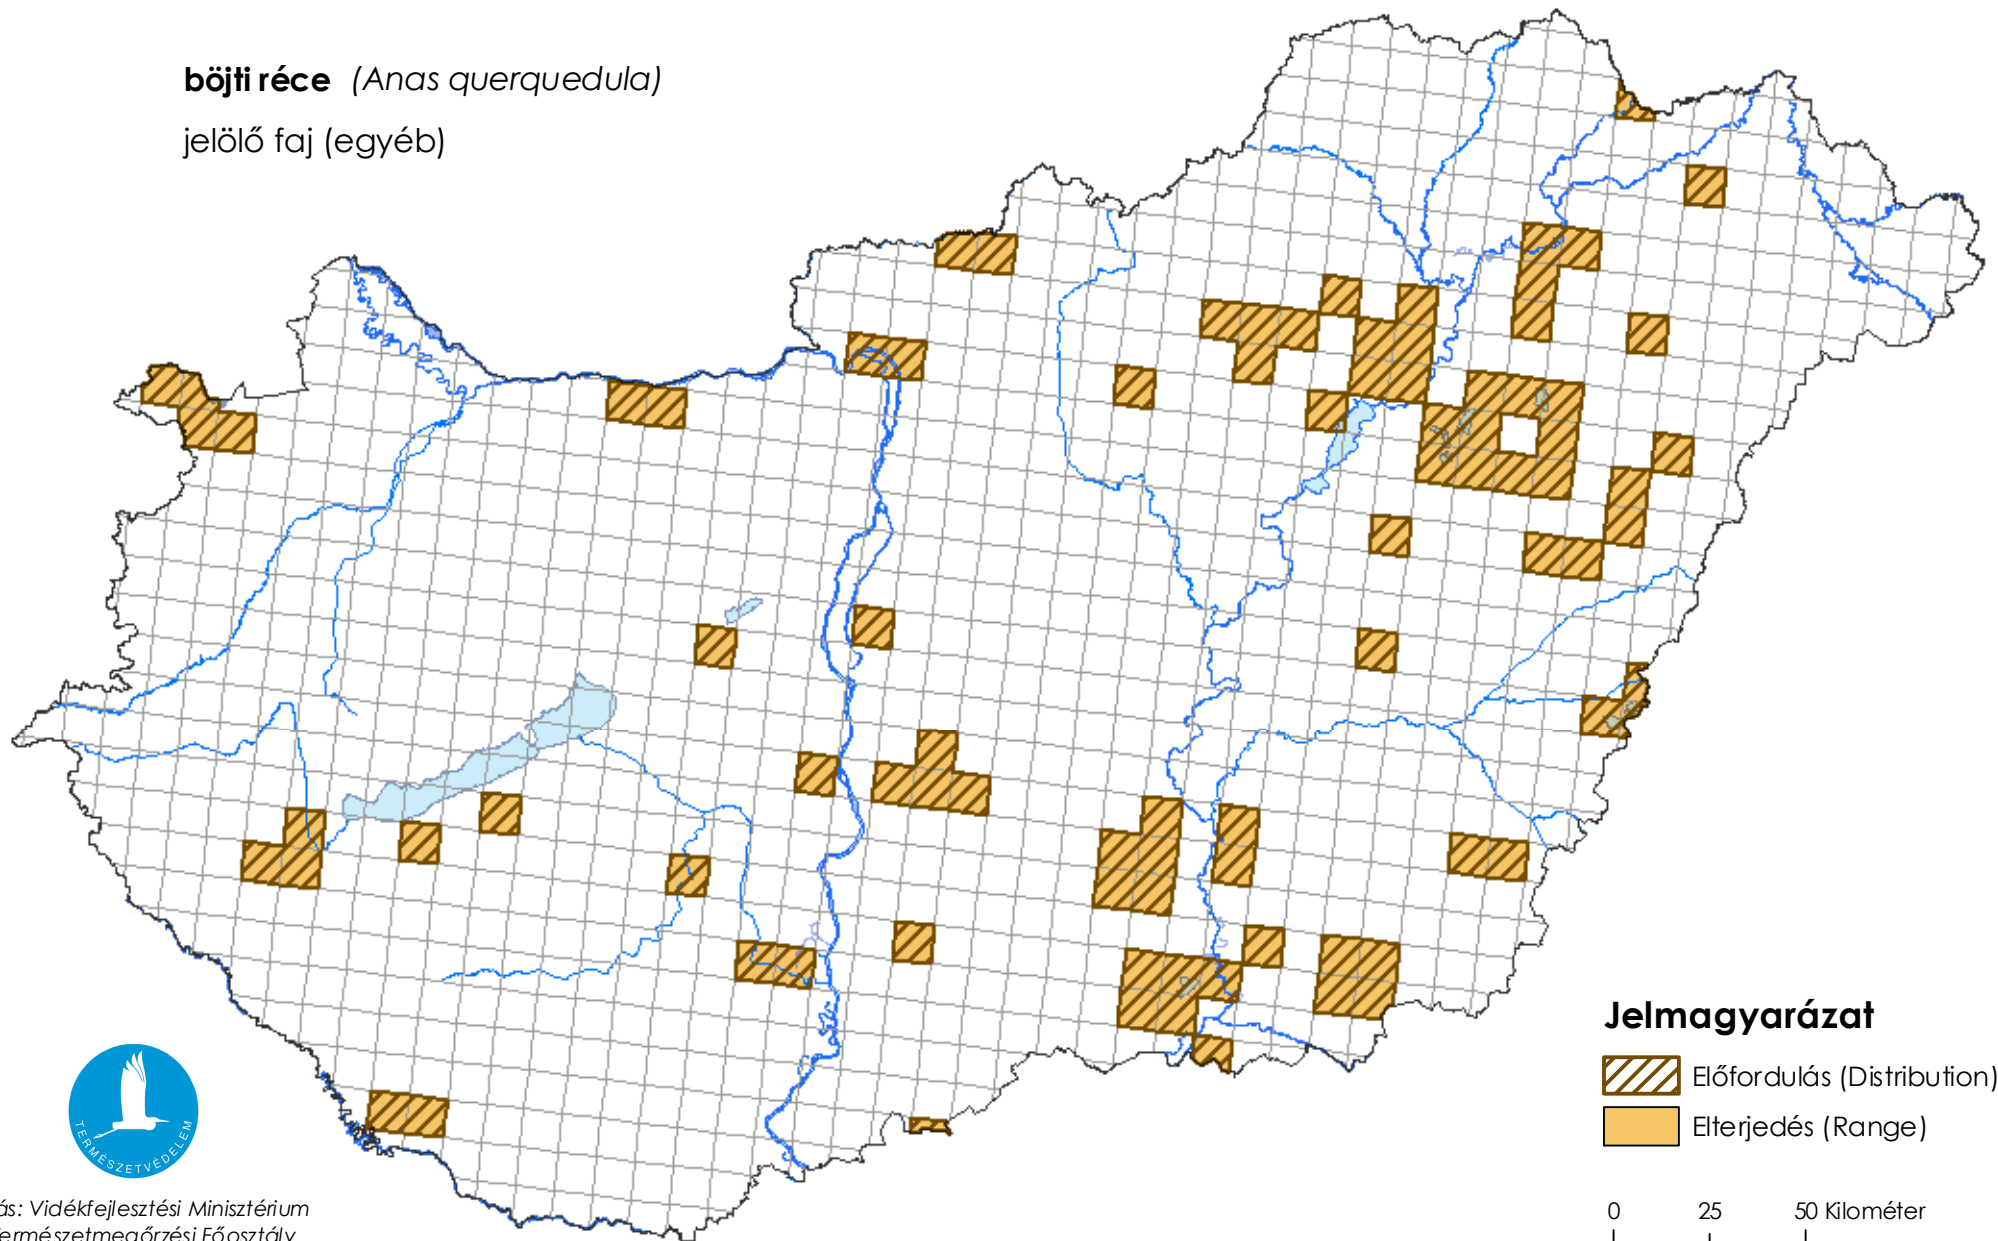 böjti réce (Anas querquedula)
jelölő faj (egyéb)
Jelmagyarázat
Előfordulás (Distribution)
Elterjedés (Range)
0 25 50 Kilométer
TERMÉSZETVÉDELEM
Vidékfejlesztési Minisztérium